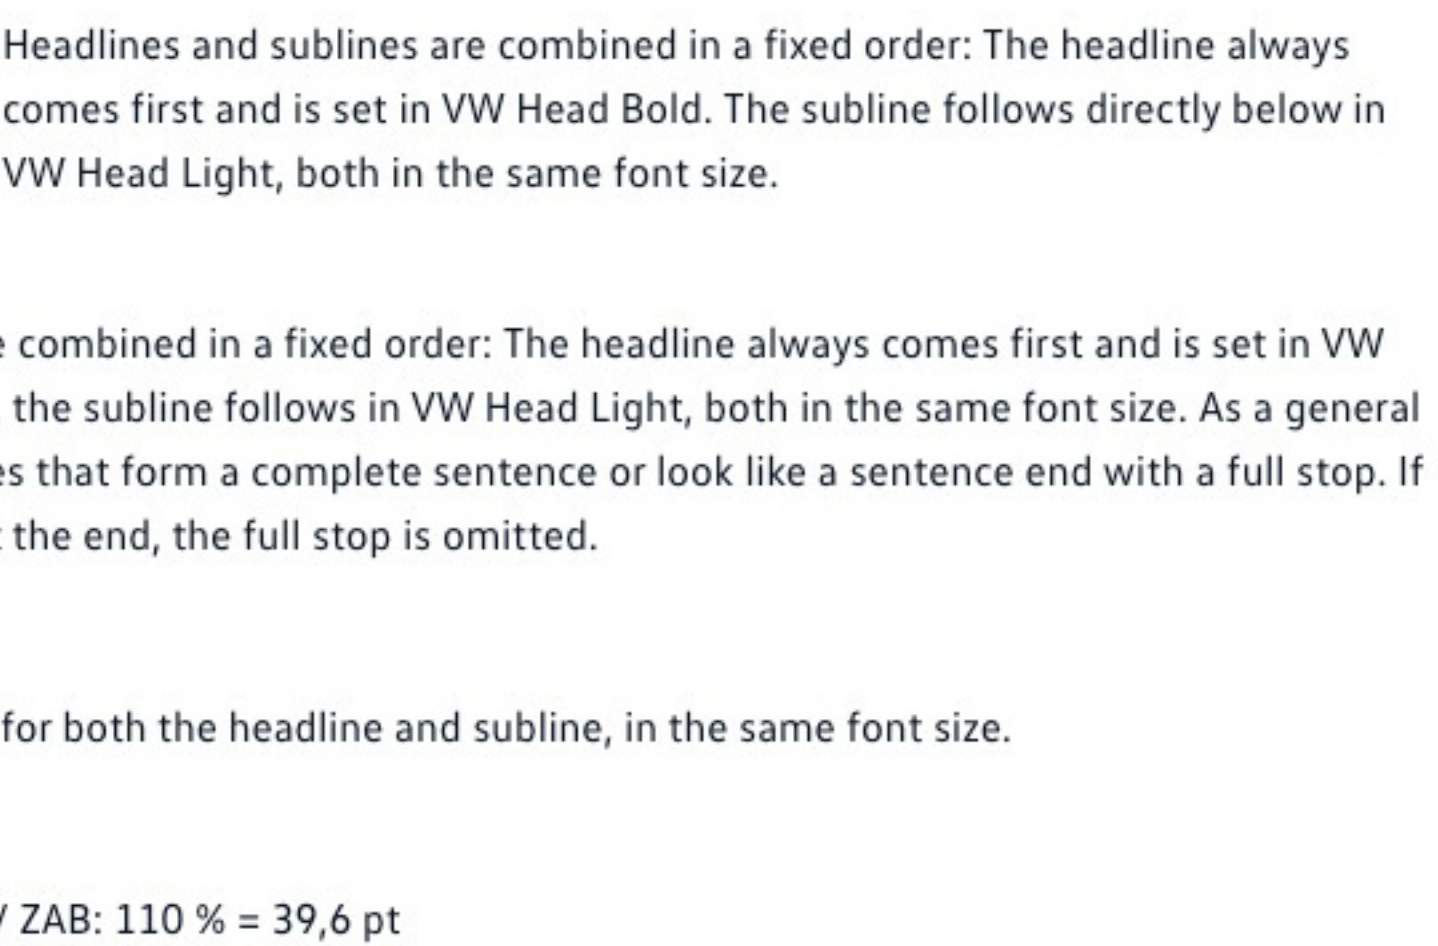 Headlines and sublines are combined in a fixed order: The headline always
comes first and is set in VW Head Bold. The subline follows directly below in
VW Head Light, both in the same font size.
combined in a fixed order: The headline always comes first and is set in VW
the subline follows in VW Head Light, both in the same font size. As a general
that form a complete sentence or look like a sentence end with a full stop. If
the end, the full stop is omitted.
for both the headline and subline, in the same font size.
/ ZAB: 110 % = 39,6 pt